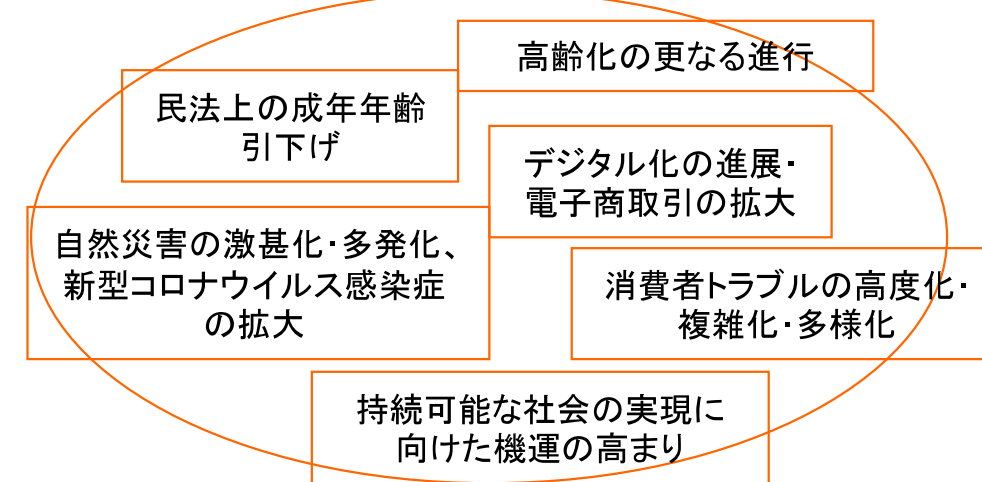 高齢化の更なる進行
民法上の成年年齢
引下げ
デジタル化の進展・
電子商取引の拡大
自然災害の激甚化・多発化、
新型コロナウイルス感染症
の拡大
消費者トラブルの高度化・
複雑化・多様化
持続可能な社会の実現に
向けた機運の高まり